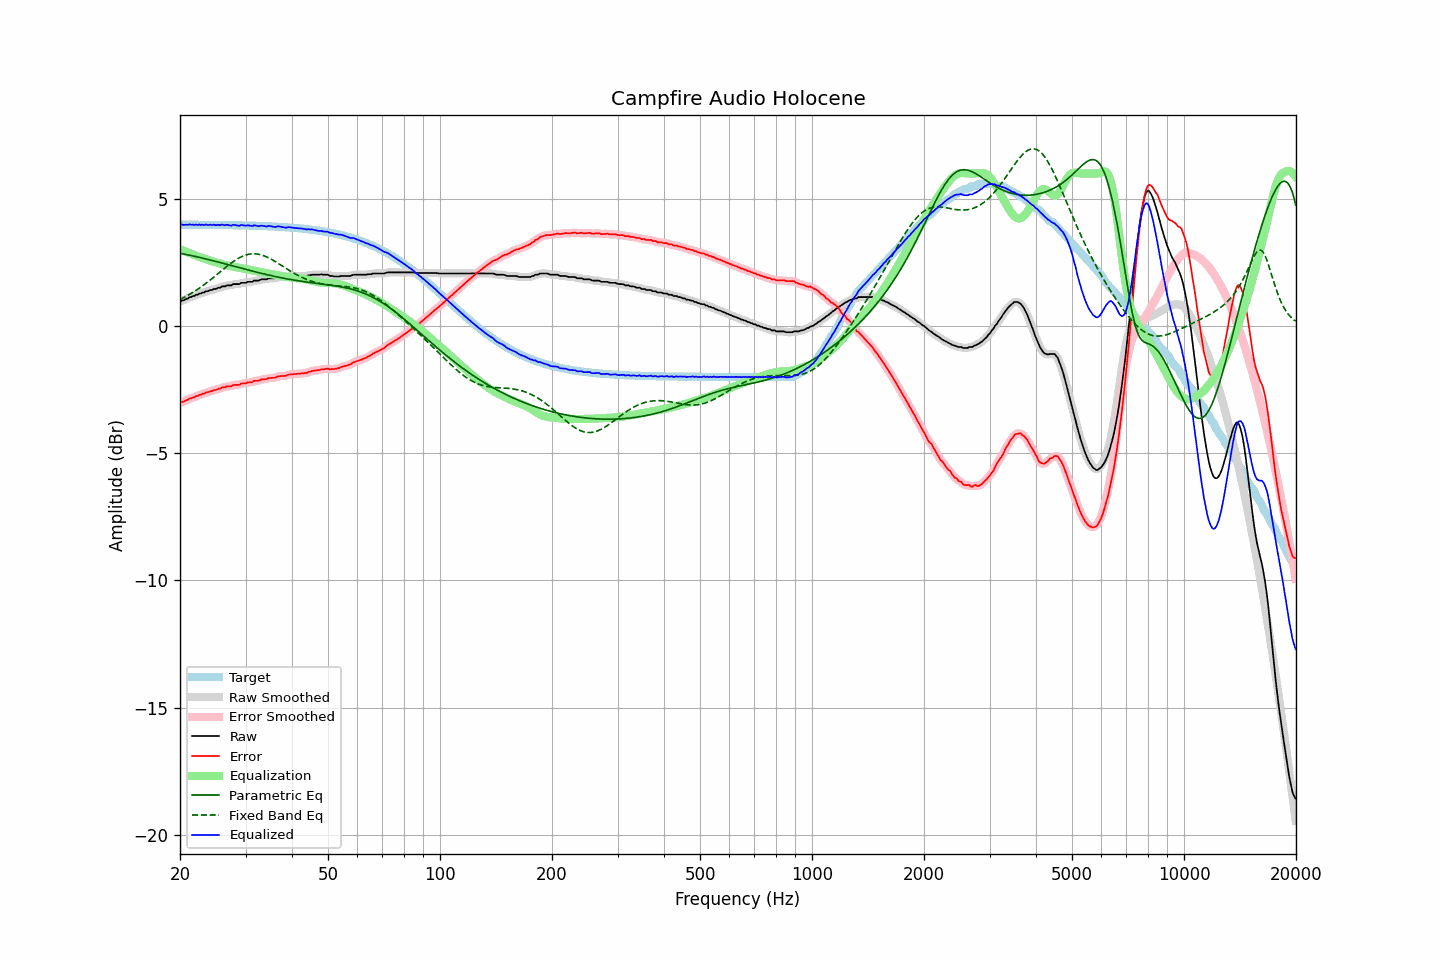 Campfire Audio Holocene
Amplitude (dBr)
5
0
−5
−10
−15
−20
Target
Raw Smoothed
Error Smoothed
Raw
Error
Equalization
Parametric Eq
Fixed Band Eq
Equalized
20 50 100 200 500 1000 2000 5000 10000 20000
Frequency (Hz)